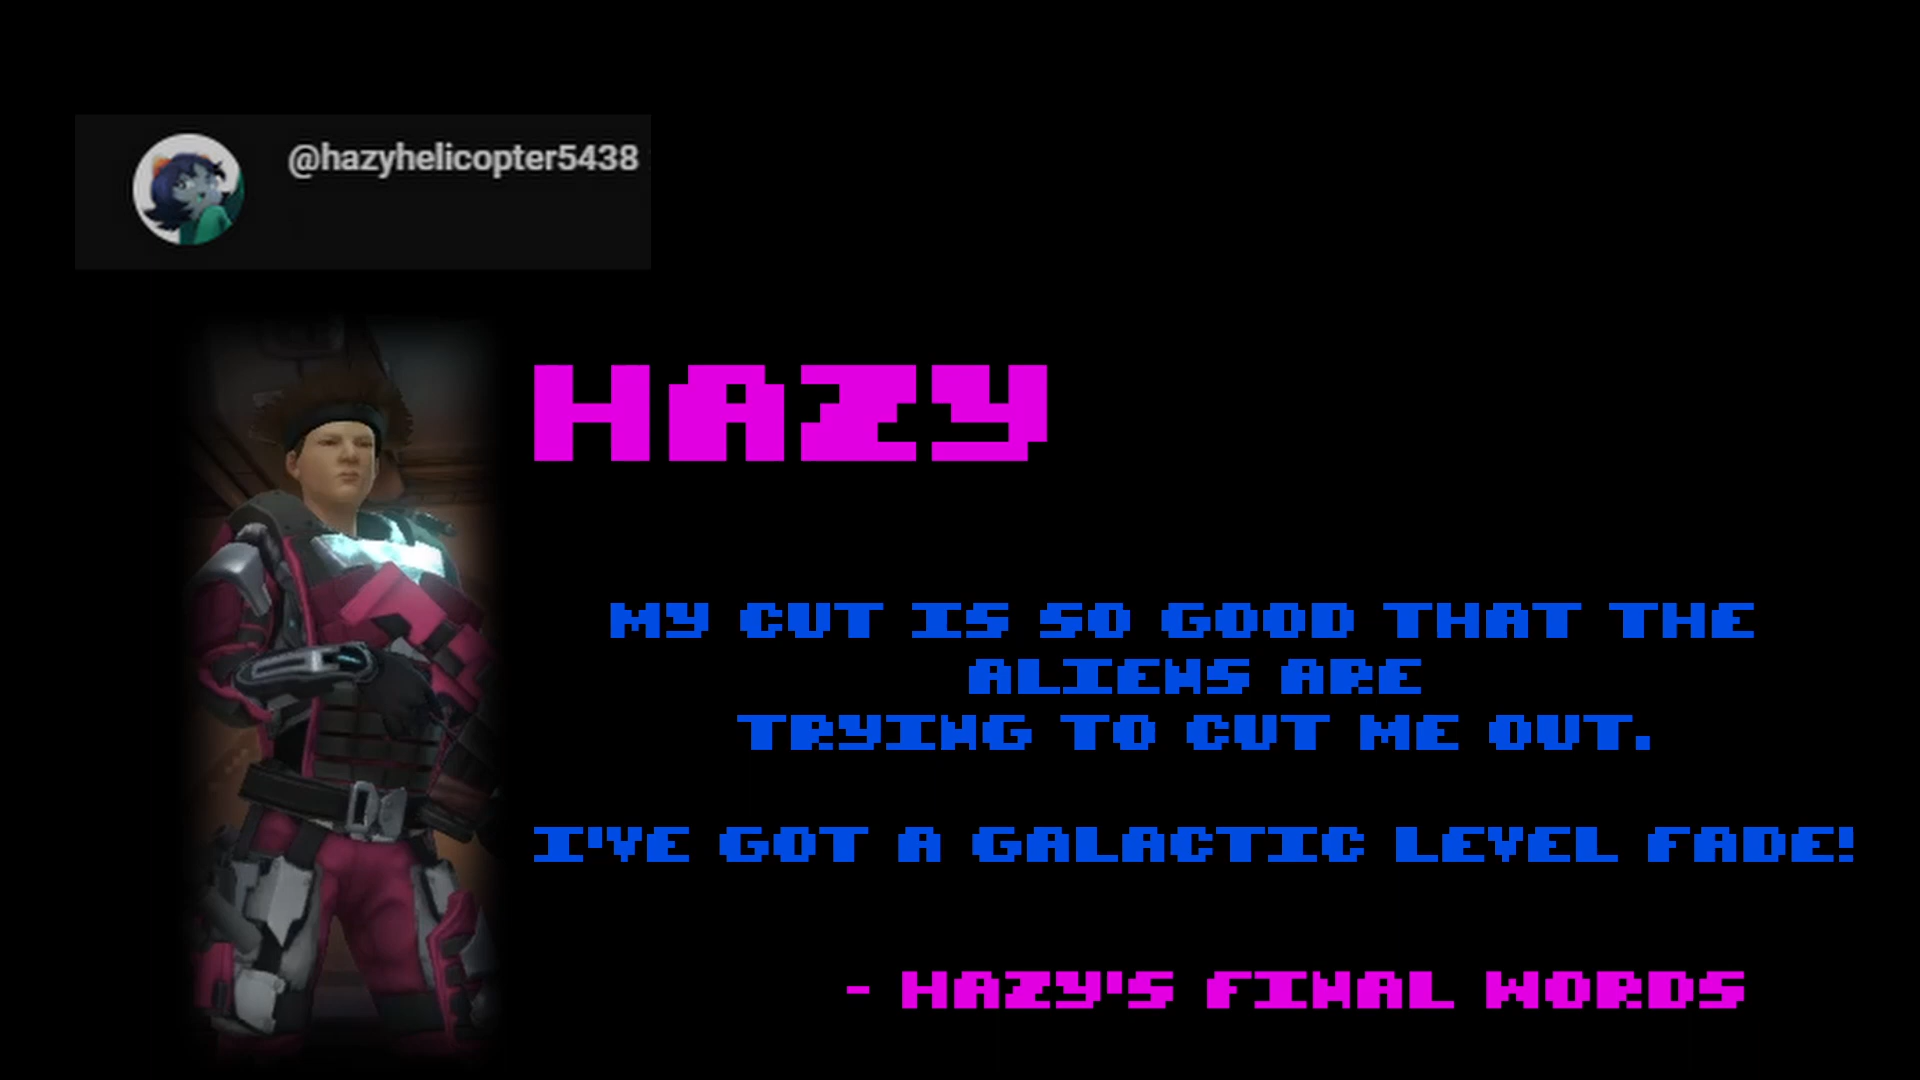 @hazyhelicopter5438
HAZY
MY CUT IS SO GOOD THAT THE
ALIENS ARE
TRYING TO CUT ME OUT.
I'VE GOT A GALACTIC LEVEL FADE!
- HAZY'S FINAL WORDS